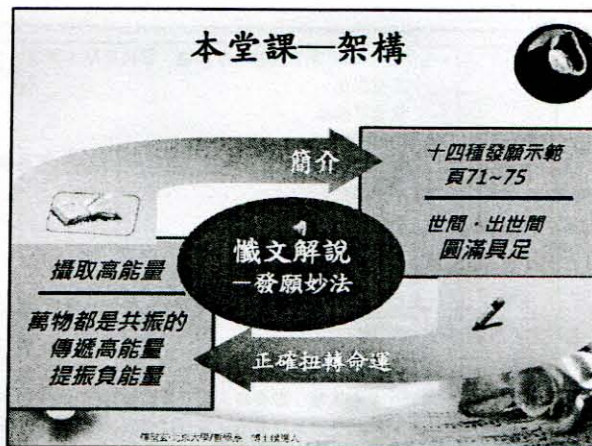 本堂課—架構
簡介
十四種發願示範
頁71~75
世間·出世間
圓滿具足
懺文解說
－發願妙法
攝取高能量
萬物都是共振的
傳遞高能量
提振負能量
正確扭轉命運